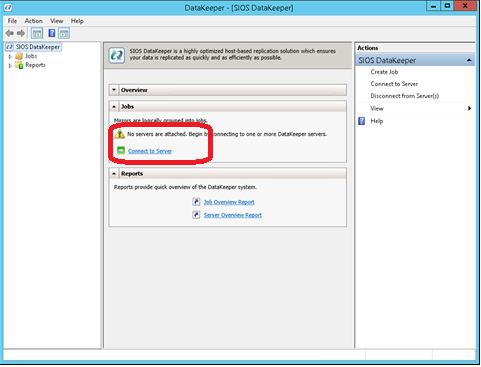 DataKeeper - [SIOS DataKeeper]
File Action View Help
SIOS DataKeeper
Jobs
Reports
SIOS DataKeeper is a highly optimized host-based replication solution which ensures
your data is replicated as quickly and as efficiently as possible.
Overview
Jobs
Mirrors are logically grouped into jobs.
No servers are attached. Begin by connecting to one or more DataKeeper servers.
Connect to Server
Reports
Reports provide quick overview of the DataKeeper system.
Job Overview Report
Server Overview Report
Actions
SIOS DataKeeper
Create Job
Connect to Server
Disconnect from Server(s)
View
Help